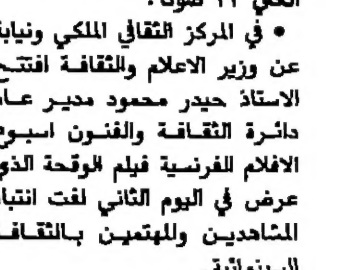 • في المركز الثقافي الملكي ونيابة
عن وزير الاعلام والثقافة افتتح
الاستاذ حيدر محمود مدير عام
دائرة الثقافة والفنون اسبوع
الافلام الفرنسية فيلم الوقحة الذي
عرض في اليوم الثاني لفت انتباه
المشاهدين والمهتمين بالثقافة